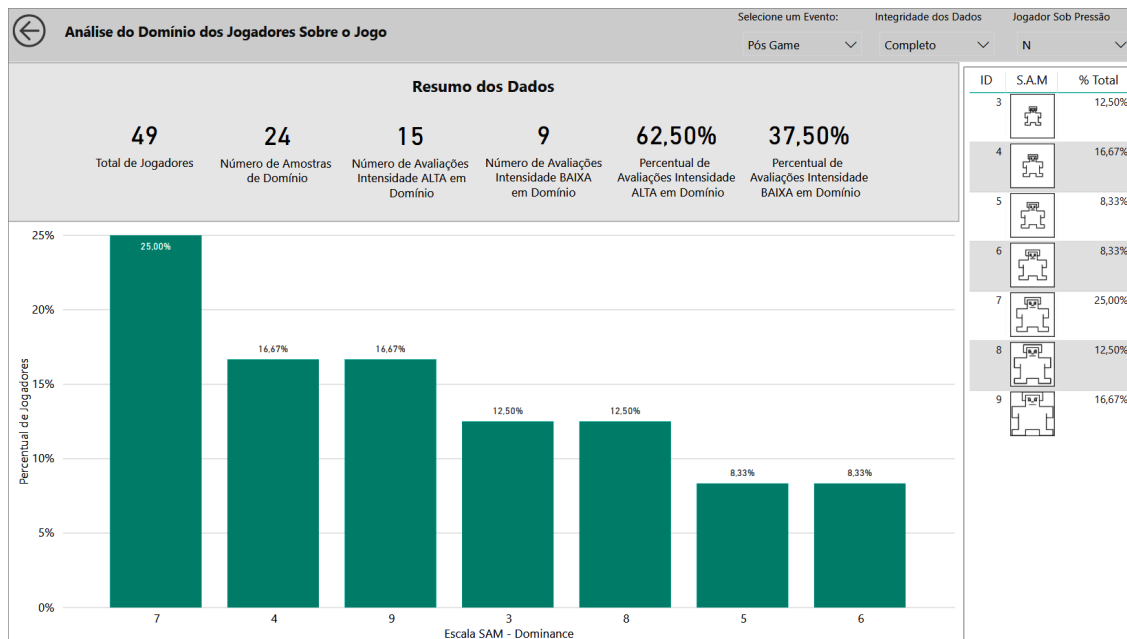 Análise do Domínio dos Jogadores Sobre o Jogo
Selecione um Evento:
Pós Game
Integridade dos Dados
Completo
Jogador Sob Pressão
N
Resumo dos Dados
49
Total de Jogadores
24
Número de Amostras
de Domínio
15
Número de Avaliações
Intensidade ALTA em
Domínio
9
Número de Avaliações
Intensidade BAIXA
em Domínio
62,50%
Percentual de
Avaliações Intensidade
ALTA em Domínio
37,50%
Percentual de
Avaliações Intensidade
BAIXA em Domínio
ID S.A.M % Total
3 12,50%
4 16,67%
5 8,33%
6 8,33%
7 25,00%
8 12,50%
9 16,67%
Percentual de Jogadores
25%
20%
15%
10%
5%
0%
25,00%
16,67%
16,67%
12,50%
12,50%
8,33%
8,33%
7 4 9 3 8 5 6
Escala SAM - Dominance